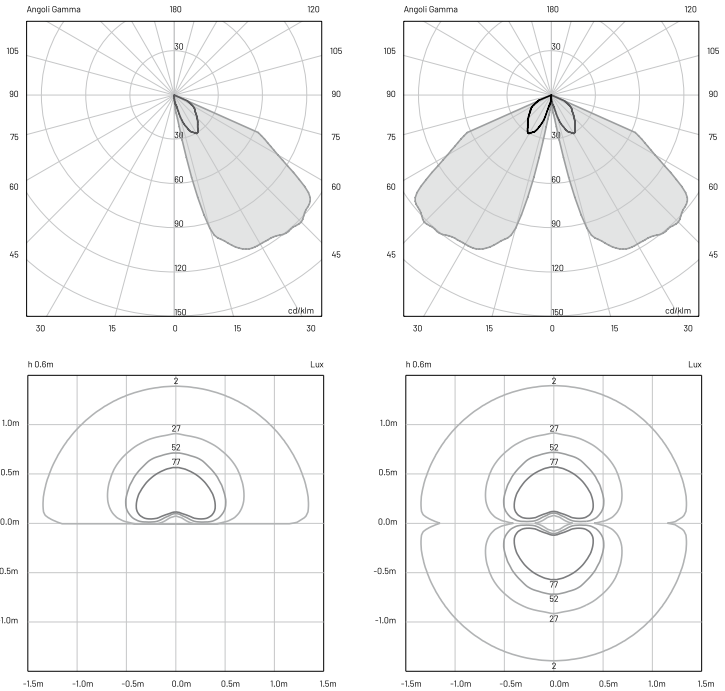 Angoli Gamma 180 120
105 30 105
90 90
75 30 75
60 60 60
90
45 120 45
150 cd/klm
30 15 0 15 30
Angoli Gamma 180 120
105 30 105
90 90
75 30 75
60 60 60
90
45 120 45
150 cd/klm
30 15 0 15 30
h 0.6m Lux
2
1.0m 27
52
0.5m 77
0.0m
-0.5m
-1.0m
-1.5m -1.0m -0.5m 0.0m 0.5m 1.0m 1.5m
h 0.6m Lux
2
1.0m 27
52
0.5m 77
0.0m
-0.5m 77
52
-1.0m 27
2
-1.5m -1.0m -0.5m 0.0m 0.5m 1.0m 1.5m